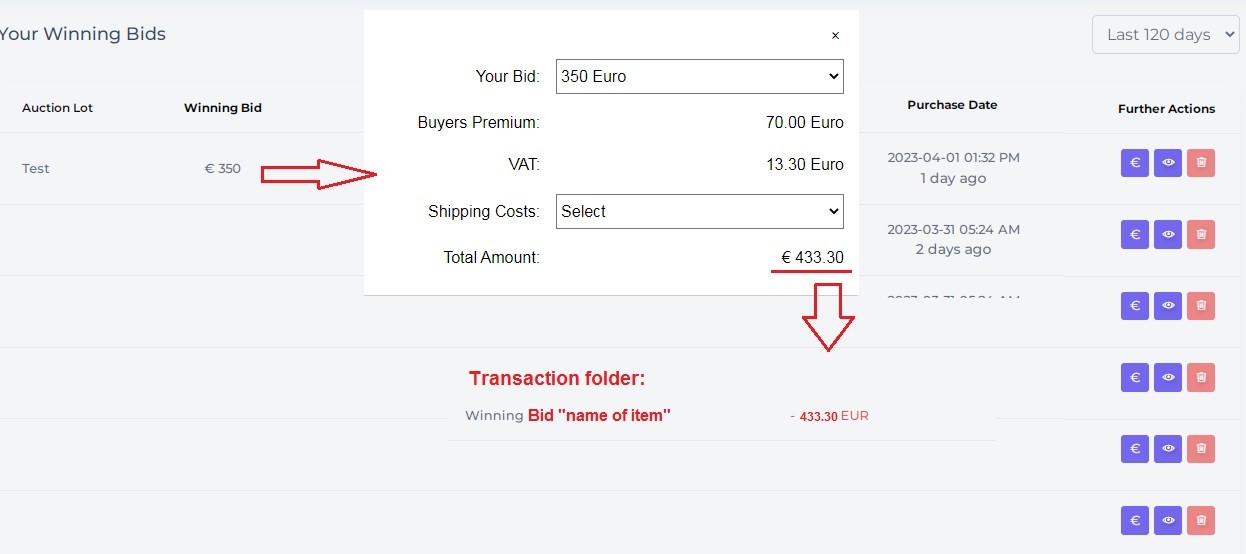 Your Winning Bids
Last 120 days
×
Your Bid: 350 Euro
Buyers Premium: 70.00 Euro
VAT: 13.30 Euro
Shipping Costs: Select
Total Amount: € 433.30
Auction Lot Winning Bid Purchase Date Further Actions
Test € 350 2023-04-01 01:32 PM € 
1 day ago
2023-03-31 05:24 AM €
2 days ago
€
Transaction folder:
€
Winning Bid "name of item" - 433.30 EUR
€
€